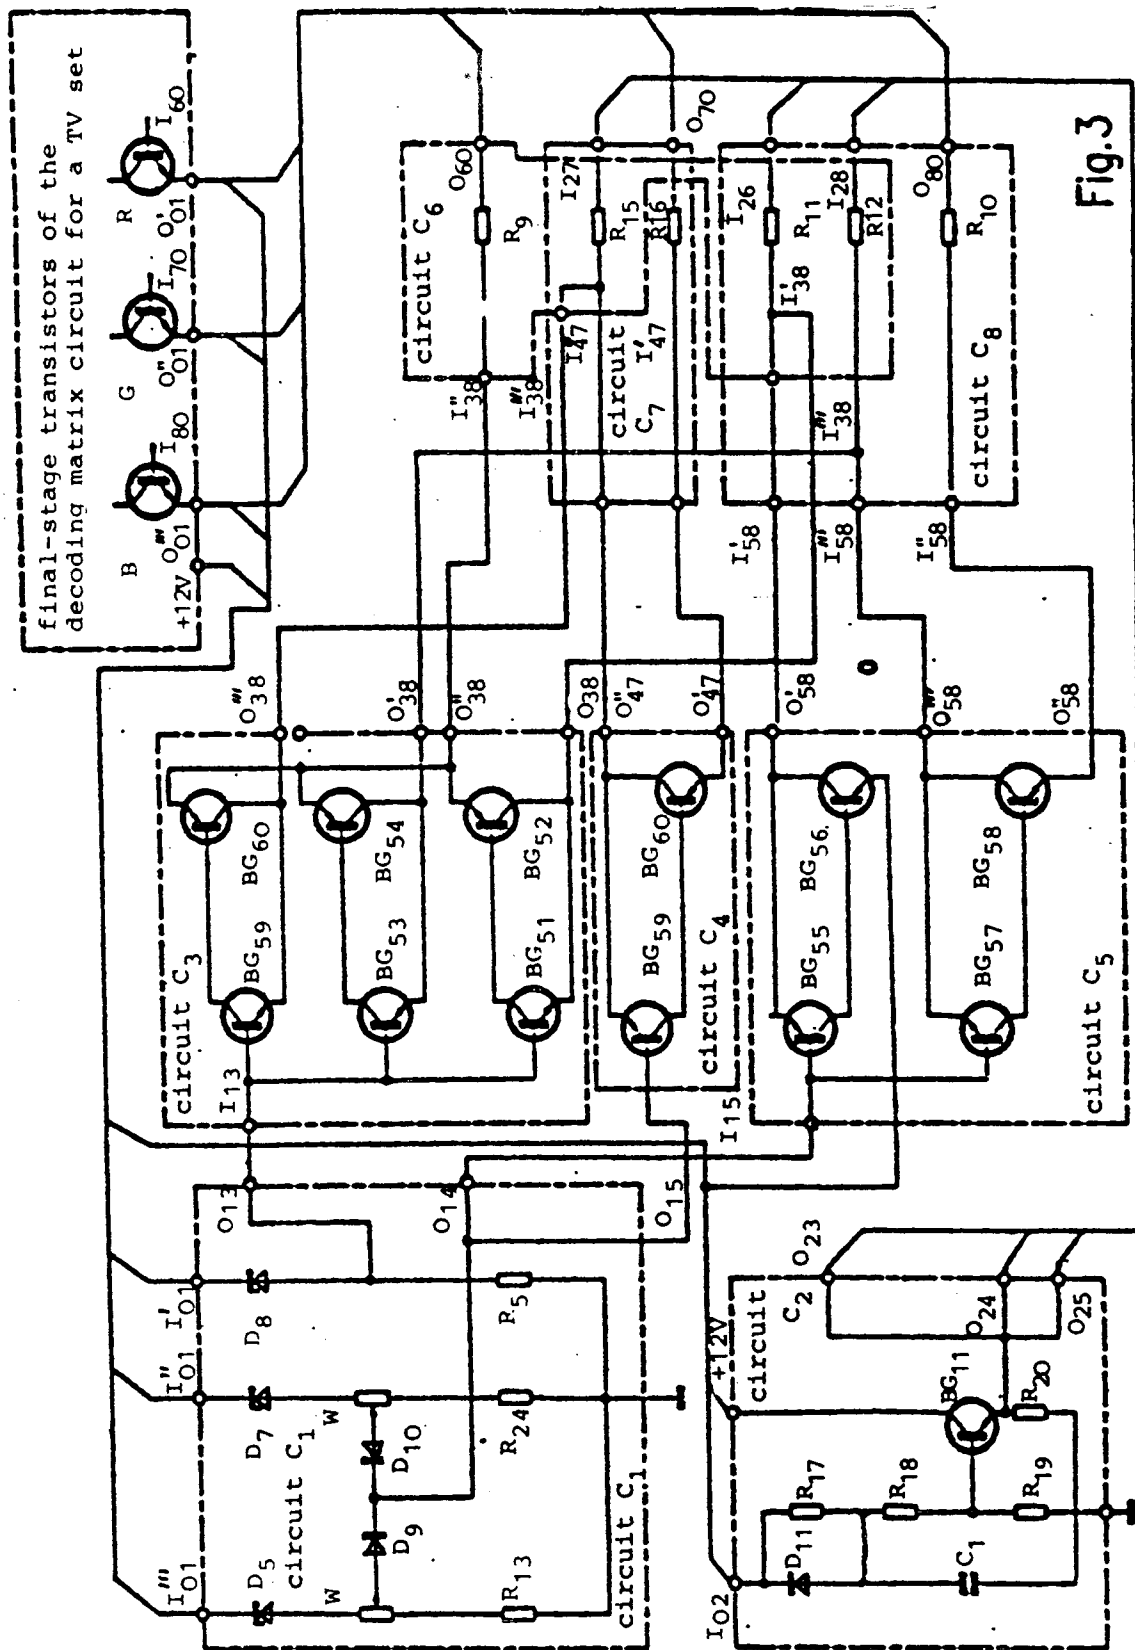 final-stage transistors of the
decoding matrix circuit for a TV set
B
G
R
I80
I70
I60
+12V
O'''01
O''01
O'01
O'''38
O'38
O''38
O38
O''47
O'47
O'58
O'''58
O''58
circuit C3
I13
BG59
BG60
BG53
BG54
BG51
BG52
circuit C4
BG59
BG60
circuit C5
I15
BG55
BG56
BG57
BG58
circuit C6
O60
R9
I''38
I'''38
circuit
C7
I27
R15
R16
O70
I''47
I'47
circuit C8
I26
R11
I28
R12
O80
R10
I'38
I'''38
I'58
I'''58
I''58
circuit C1
circuit C1
I'''01
I''01
I'01
D5
D7
D8
W
W
D9
D10
R13
R24
R5
O13
O14
O15
circuit
C2
I02
+12V
D11
R17
R18
R19
R20
C1
BG11
O23
O24
O25
Fig.3